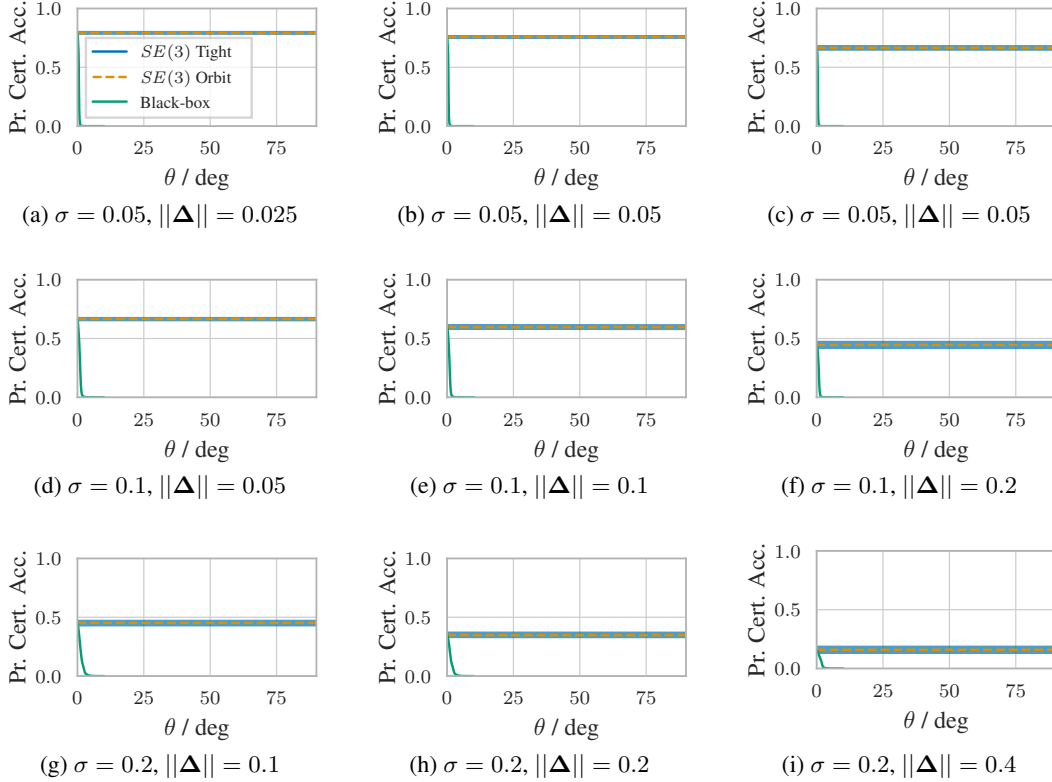 1.0 1.0 1.0
0.5 0.5 0.5
0.0 0.0 0.0
Pr. Cert. Acc. Pr. Cert. Acc. Pr. Cert. Acc.
SE(3) Tight
SE(3) Orbit
Black-box
0 25 50 75 0 25 50 75 0 25 50 75
θ / deg θ / deg θ / deg
(a) σ = 0.05, ||Δ|| = 0.025 (b) σ = 0.05, ||Δ|| = 0.05 (c) σ = 0.05, ||Δ|| = 0.05
1.0 1.0 1.0
0.5 0.5 0.5
0.0 0.0 0.0
Pr. Cert. Acc. Pr. Cert. Acc. Pr. Cert. Acc.
0 25 50 75 0 25 50 75 0 25 50 75
θ / deg θ / deg θ / deg
(d) σ = 0.1, ||Δ|| = 0.05 (e) σ = 0.1, ||Δ|| = 0.1 (f) σ = 0.1, ||Δ|| = 0.2
1.0 1.0 1.0
0.5 0.5 0.5
0.0 0.0 0.0
Pr. Cert. Acc. Pr. Cert. Acc. Pr. Cert. Acc.
0 25 50 75 0 25 50 75 0 25 50 75
θ / deg θ / deg θ / deg
(g) σ = 0.2, ||Δ|| = 0.1 (h) σ = 0.2, ||Δ|| = 0.2 (i) σ = 0.2, ||Δ|| = 0.4